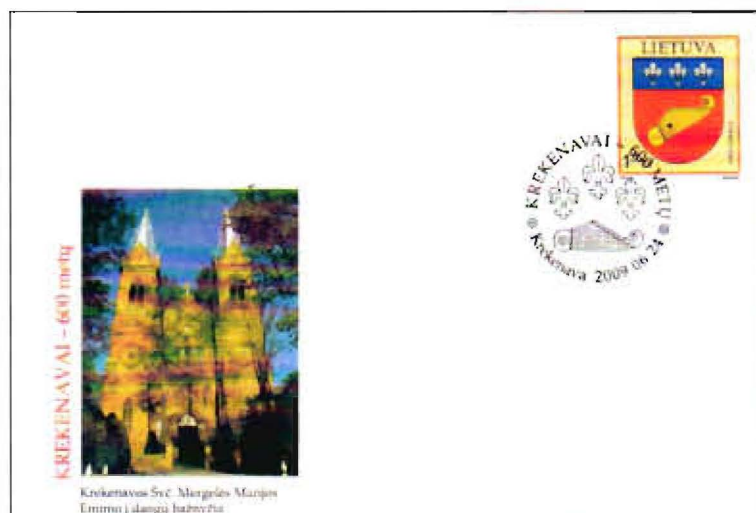 LIETUVA
KREKENAVAI 600 METŲ
Krekenava 2009 06 24
KREKENAVAI – 600 metų
Krekenavos Švč. Mergelės Marijos
Ėmimo į dangų bažnyčia